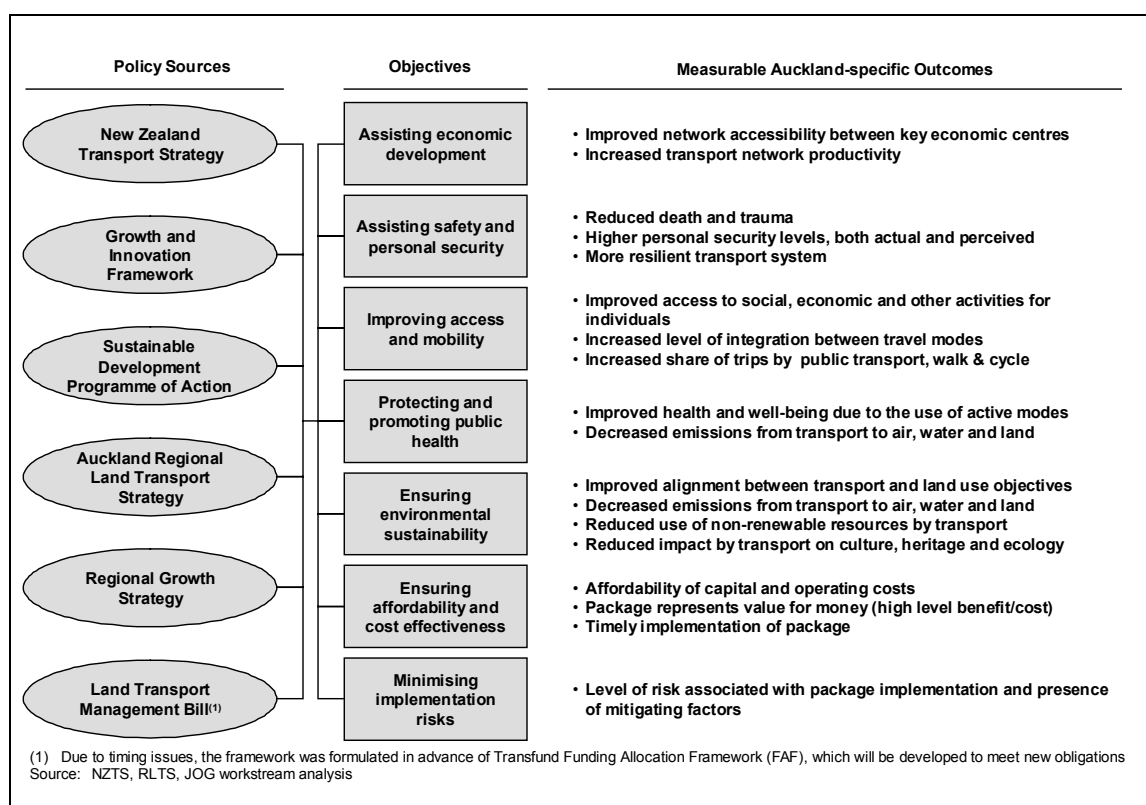 Policy Sources
Objectives
Measurable Auckland-specific Outcomes
New Zealand
Transport Strategy
Growth and
Innovation
Framework
Sustainable
Development
Programme of Action
Auckland Regional
Land Transport
Strategy
Regional Growth
Strategy
Land Transport
Management Bill(1)
Assisting economic
development
Assisting safety and
personal security
Improving access
and mobility
Protecting and
promoting public
health
Ensuring
environmental
sustainability
Ensuring
affordability and
cost effectiveness
Minimising
implementation
risks
• Improved network accessibility between key economic centres
• Increased transport network productivity
• Reduced death and trauma
• Higher personal security levels, both actual and perceived
• More resilient transport system
• Improved access to social, economic and other activities for
individuals
• Increased level of integration between travel modes
• Increased share of trips by public transport, walk & cycle
• Improved health and well-being due to the use of active modes
• Decreased emissions from transport to air, water and land
• Improved alignment between transport and land use objectives
• Decreased emissions from transport to air, water and land
• Reduced use of non-renewable resources by transport
• Reduced impact by transport on culture, heritage and ecology
• Affordability of capital and operating costs
• Package represents value for money (high level benefit/cost)
• Timely implementation of package
• Level of risk associated with package implementation and presence
of mitigating factors
(1) Due to timing issues, the framework was formulated in advance of Transfund Funding Allocation Framework (FAF), which will be developed to meet new obligations
Source: NZTS, RLTS, JOG workstream analysis